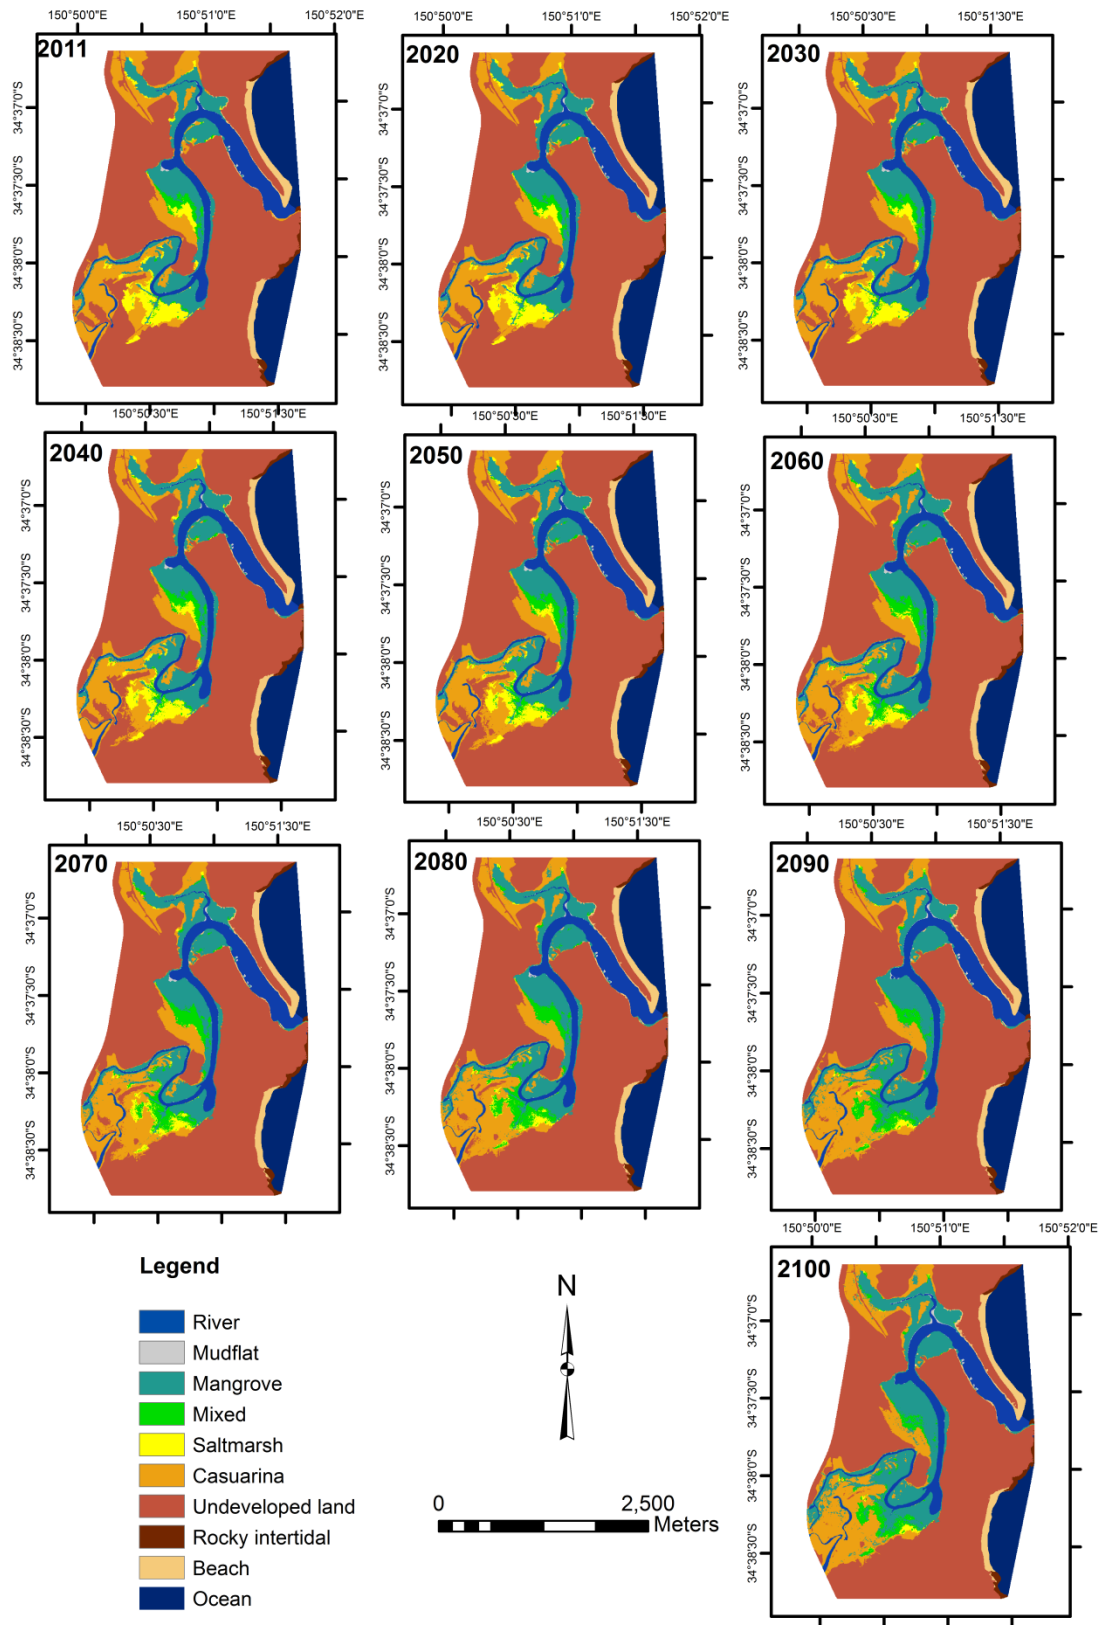 150°50'0"E 150°51'0"E 150°52'0"E
150°50'30"E 150°51'30"E
2011
34°37'0"S
34°37'30"S
34°38'0"S
34°38'30"S
2020
34°37'0"S
34°37'30"S
34°38'0"S
34°38'30"S
150°50'0"E 150°51'0"E 150°52'0"E
2030
34°37'0"S
34°37'30"S
34°38'0"S
34°38'30"S
150°50'30"E 150°51'30"E
2040
34°37'0"S
34°37'30"S
34°38'0"S
34°38'30"S
150°50'30"E 150°51'30"E
2050
34°37'0"S
34°37'30"S
34°38'0"S
34°38'30"S
150°50'30"E 150°51'30"E
2060
34°37'0"S
34°37'30"S
34°38'0"S
34°38'30"S
150°50'30"E 150°51'30"E
2070
34°37'0"S
34°37'30"S
34°38'0"S
34°38'30"S
150°50'30"E 150°51'30"E
2080
34°37'0"S
34°37'30"S
34°38'0"S
34°38'30"S
150°50'30"E 150°51'30"E
2090
34°37'0"S
34°37'30"S
34°38'0"S
34°38'30"S
150°50'0"E 150°51'0"E 150°52'0"E
2100
34°37'0"S
34°37'30"S
34°38'0"S
34°38'30"S
Legend
River
Mudflat
Mangrove
Mixed
Saltmarsh
Casuarina
Undeveloped land
Rocky intertidal
Beach
Ocean
N
0 2,500
Meters